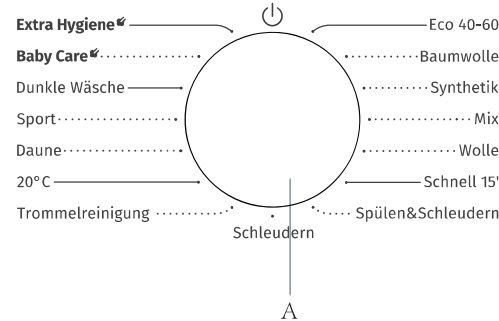 Extra Hygiene
Eco 40-60
Baby Care
Baumwolle
Dunkle Wäsche
Synthetik
Sport
Mix
Daune
Wolle
20°C
Schnell 15'
Trommelreinigung
Spülen&Schleudern
Schleudern
A